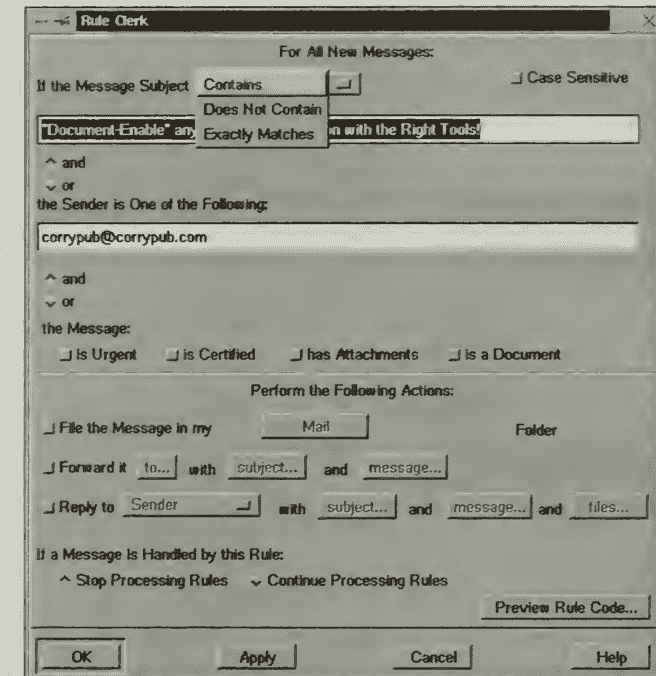 Rule Clerk
For All New Messages:
If the Message Subject Contains Case Sensitive
Does Not Contain
Exactly Matches
"Document-Enable" any on with the Right Tools!
and
or
the Sender is One of the Following:
corrypub@corrypub.com
and
or
the Message:
is Urgent is Certified has Attachments is a Document
Perform the Following Actions:
File the Message in my Mail Folder
Forward it to... with subject... and message...
Reply to Sender with subject... and message... and files...
If a Message Is Handled by this Rule:
Stop Processing Rules Continue Processing Rules
Preview Rule Code...
OK Apply Cancel Help